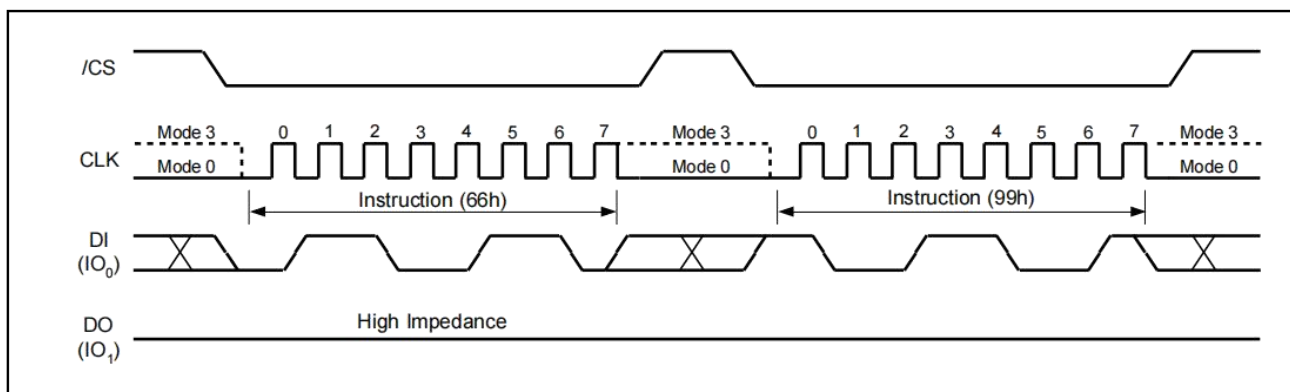 /CS
Mode 3 0 1 2 3 4 5 6 7 Mode 3 0 1 2 3 4 5 6 7 Mode 3
CLK
Mode 0 Mode 0 Mode 0
Instruction (66h) Instruction (99h)
DI
(IO0)
High Impedance
DO
(IO1)